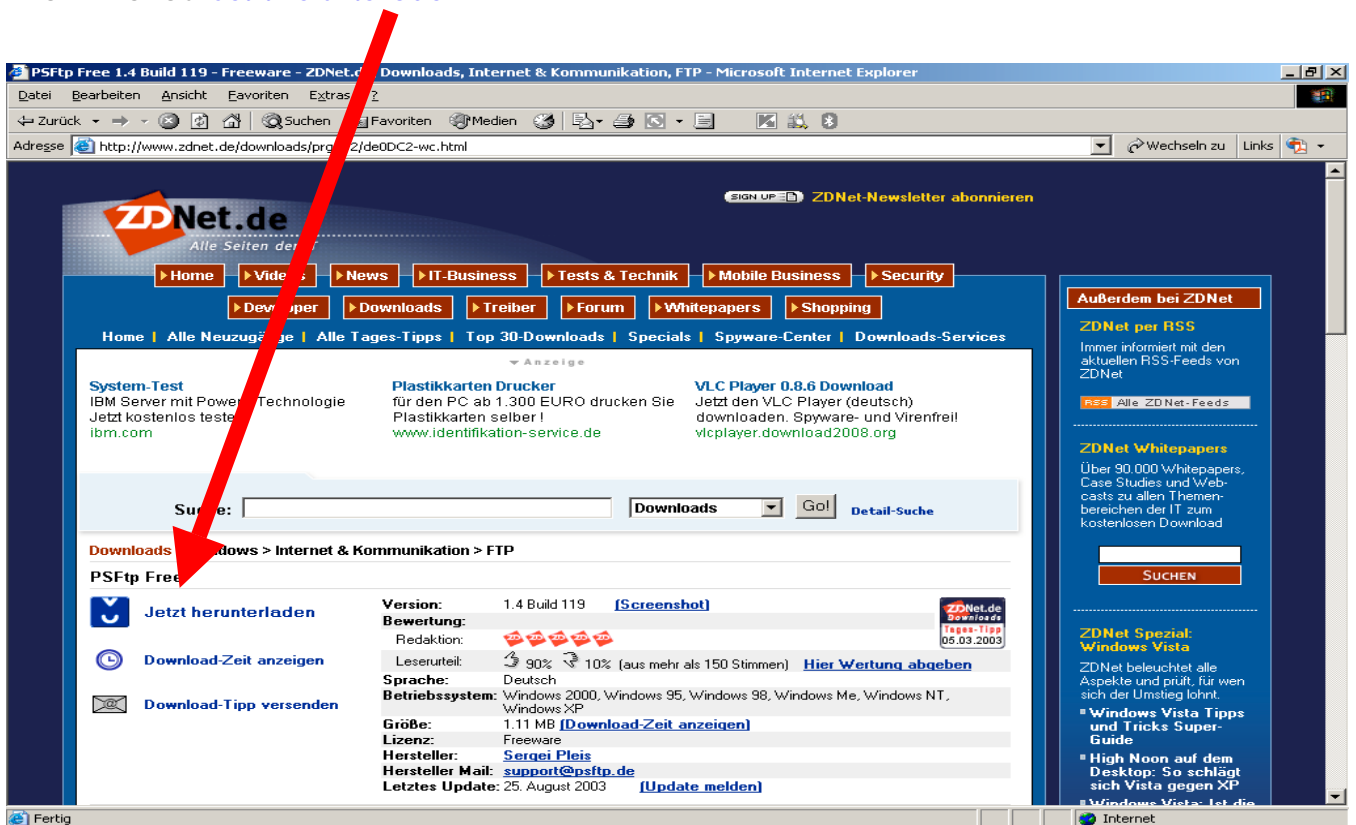 PSFtp Free 1.4 Build 119 - Freeware - ZDNet.d Downloads, Internet & Kommunikation, FTP - Microsoft Internet Explorer
Datei Bearbeiten Ansicht Favoriten Extras ?
Zurück Suchen Favoriten Medien
Adresse http://www.zdnet.de/downloads/prg 2/de0DC2-wc.html Wechseln zu Links
SIGN UP ZDNet-Newsletter abonnieren
ZDNet.de
Alle Seiten der IT
Home Videos News IT-Business Tests & Technik Mobile Business Security
Developer Downloads Treiber Forum Whitepapers Shopping
Home | Alle Neuzugänge | Alle Tages-Tipps | Top 30-Downloads | Specials | Spyware-Center | Downloads-Services
Anzeige
System-Test
IBM Server mit Power Technologie
Jetzt kostenlos teste
ibm.com
Plastikkarten Drucker
für den PC ab 1.300 EURO drucken Sie
Plastikkarten selber !
www.identifikation-service.de
VLC Player 0.8.6 Download
Jetzt den VLC Player (deutsch)
downloaden. Spyware- und Virenfrei!
vlcplayer.download2008.org
Suche: Downloads Go! Detail-Suche
Downloads dows > Internet & Kommunikation > FTP
PSFtp Free
Jetzt herunterladen
Download-Zeit anzeigen
Download-Tipp versenden
Version: 1.4 Build 119 [Screenshot]
Bewertung:
Redaktion: ZD ZD ZD ZD ZD
Leserurteil: 90% 10% (aus mehr als 150 Stimmen) Hier Wertung abgeben
Sprache: Deutsch
Betriebssystem: Windows 2000, Windows 95, Windows 98, Windows Me, Windows NT,
Windows XP
Größe: 1.11 MB [Download-Zeit anzeigen]
Lizenz: Freeware
Hersteller: Sergei Pleis
Hersteller Mail: support@psftp.de
Letztes Update: 25. August 2003 [Update melden]
ZDNet.de
Downloads
Tages-Tipp
05.03.2003
Außerdem bei ZDNet
ZDNet per RSS
Immer informiert mit den
aktuellen RSS-Feeds von
ZDNet
RSS Alle ZDNet-Feeds
ZDNet Whitepapers
Über 90.000 Whitepapers,
Case Studies und Web-
casts zu allen Themen-
bereichen der IT zum
kostenlosen Download
SUCHEN
ZDNet Spezial:
Windows Vista
ZDNet beleuchtet alle
Aspekte und prüft, für wen
sich der Umstieg lohnt.
Windows Vista Tipps
und Tricks Super-
Guide
High Noon auf dem
Desktop: So schlägt
sich Vista gegen XP
Windows Vista: Ist die
Fertig Internet